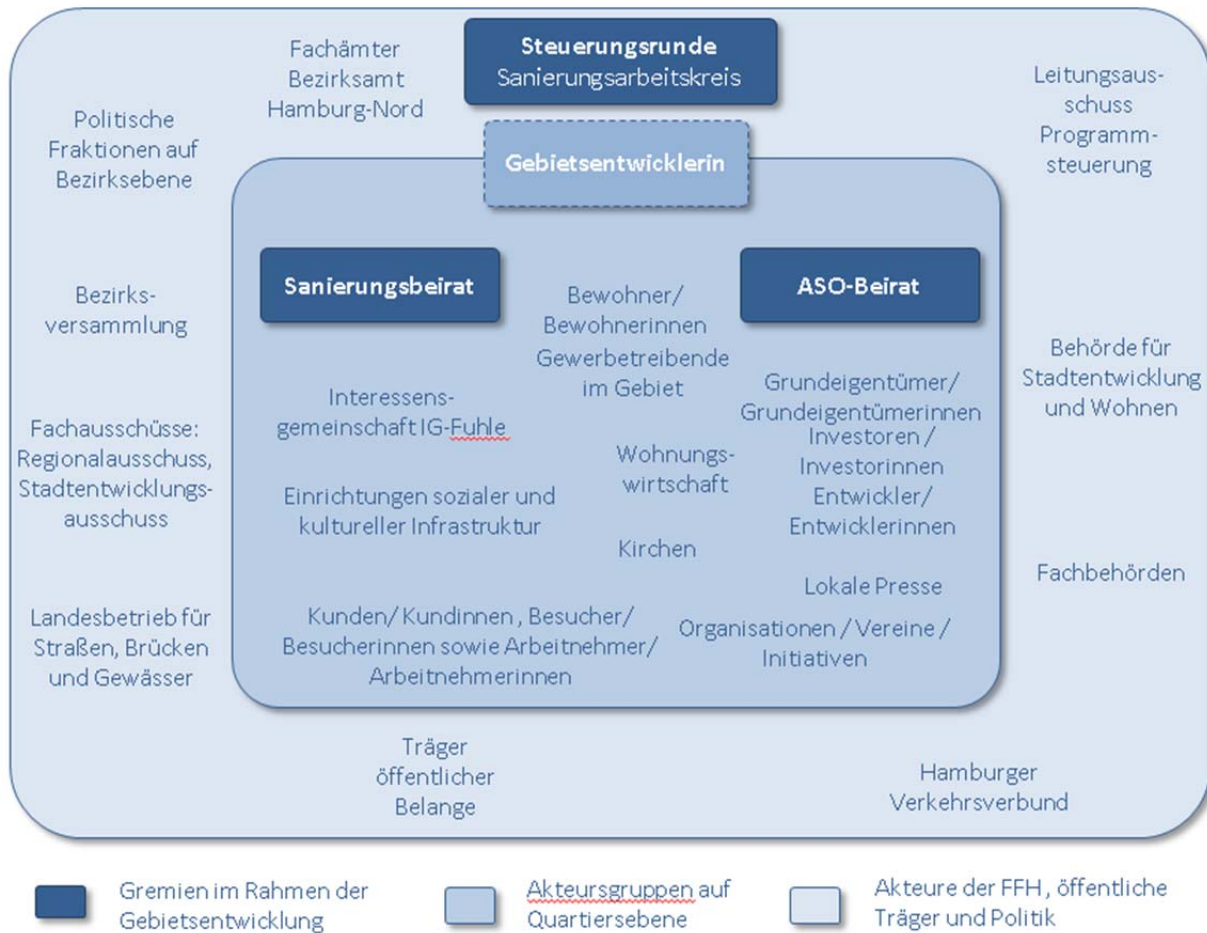 Steuerungsrunde
Sanierungsarbeitskreis
Fachämter
Bezirksamt
Hamburg-Nord
Leitungsaus-
schuss
Programm-
steuerung
Politische
Fraktionen auf
Bezirksebene
Gebietsentwicklerin
Sanierungsbeirat
ASO-Beirat
Bezirks-
versammlung
Bewohner/
Bewohnerinnen
Gewerbetreibende
im Gebiet
Behörde für
Stadtentwicklung
und Wohnen
Grundeigentümer/
Grundeigentümerinnen
Investoren /
Investorinnen
Entwickler/
Entwicklerinnen
Interessens-
gemeinschaft IG-Fuhle
Fachausschüsse:
Regionalausschuss,
Stadtentwicklungs-
ausschuss
Wohnungs-
wirtschaft
Einrichtungen sozialer und
kultureller Infrastruktur
Kirchen
Fachbehörden
Lokale Presse
Landesbetrieb für
Straßen, Brücken
und Gewässer
Kunden/ Kundinnen , Besucher/
Besucherinnen sowie Arbeitnehmer/
Arbeitnehmerinnen
Organisationen / Vereine /
Initiativen
Träger
öffentlicher
Belange
Hamburger
Verkehrsverbund
Gremien im Rahmen der
Gebietsentwicklung
Akteursgruppen auf
Quartiersebene
Akteure der FFH , öffentliche
Träger und Politik